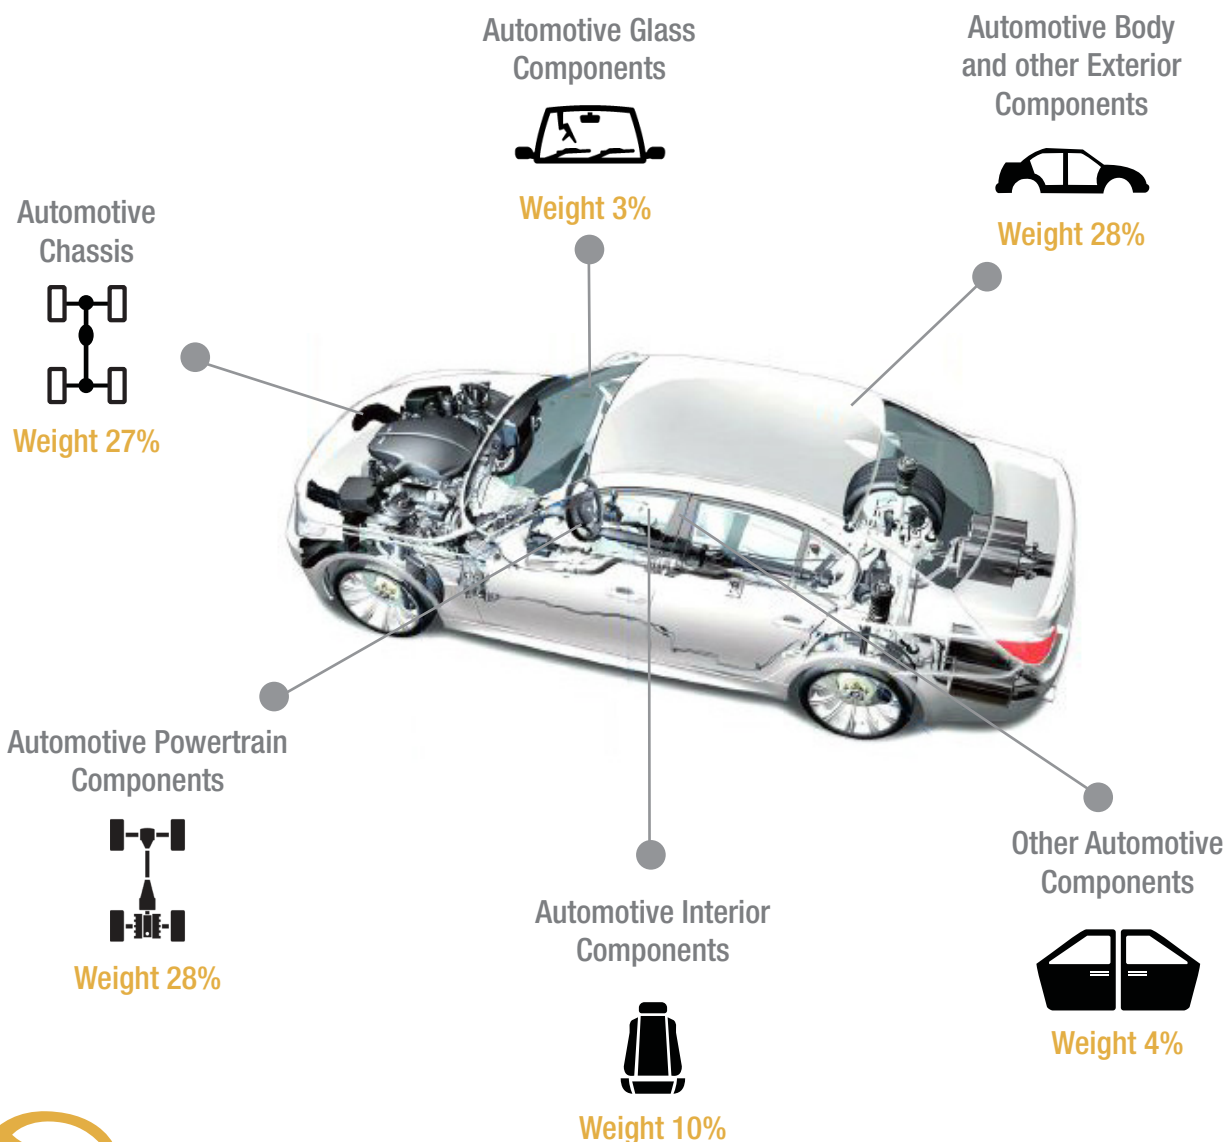 Automotive Glass
Components
Weight 3%
Automotive Body
and other Exterior
Components
Weight 28%
Automotive
Chassis
Weight 27%
Automotive Powertrain
Components
Weight 28%
Automotive Interior
Components
Weight 10%
Other Automotive
Components
Weight 4%